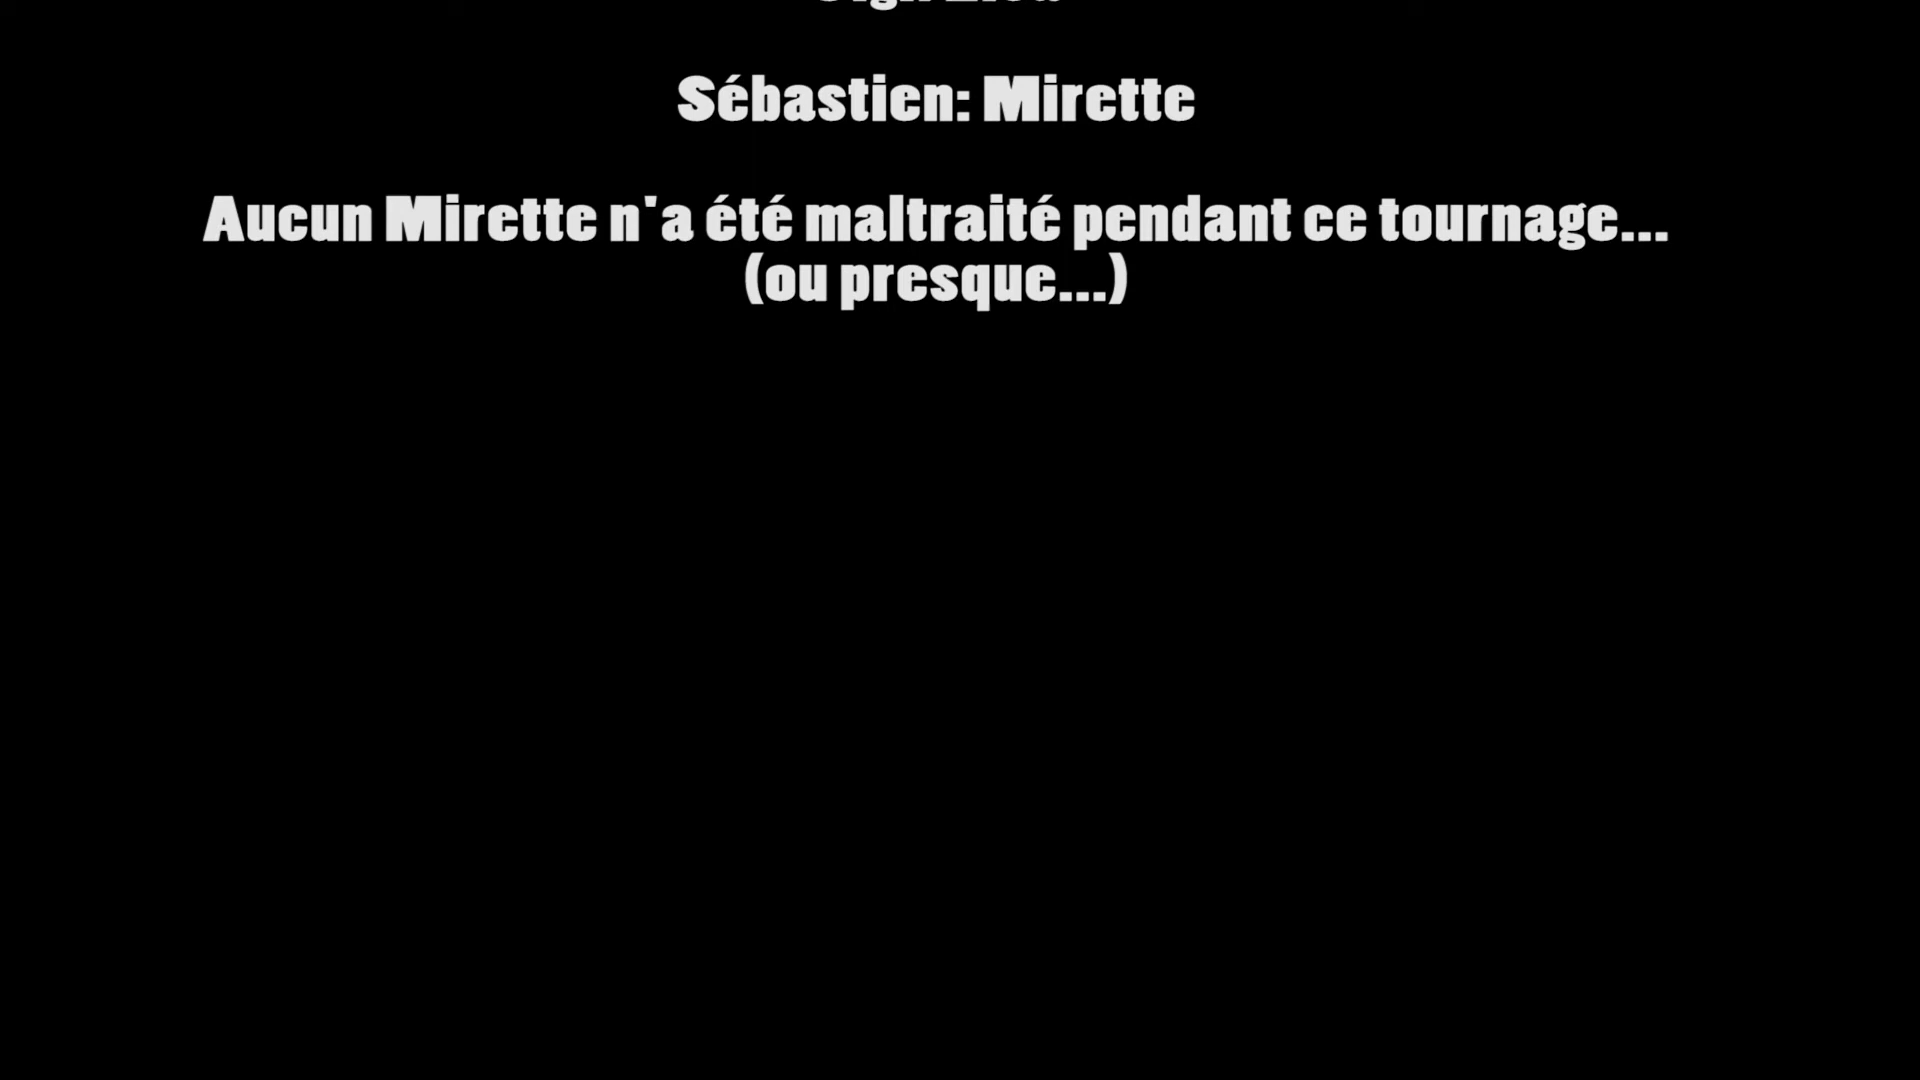 Sébastien: Mirette
Aucun Mirette n'a été maltraité pendant ce tournage...
(ou presque...)